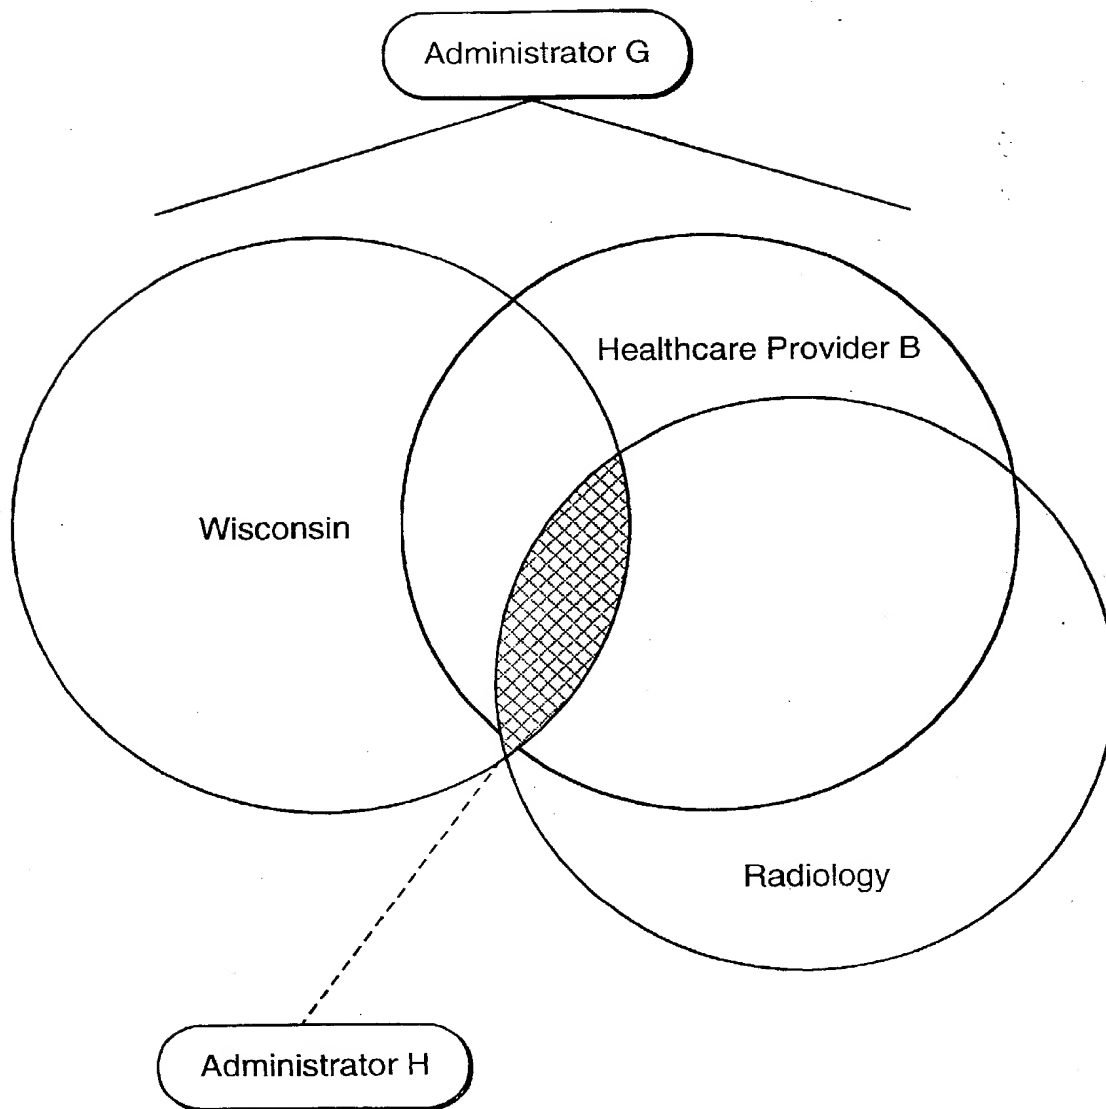 Administrator G
Healthcare Provider B
Wisconsin
Radiology
Administrator H